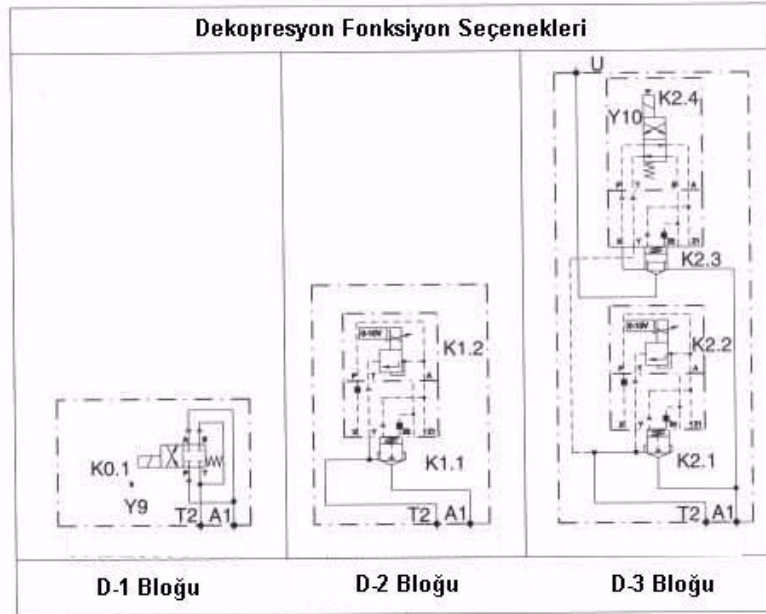 Dekopresyon Fonksiyon Seçenekleri
K0.1
Y9
T2 A1
D-1 Bloğu
0-10V
K1.2
P
T
A
X
Y
K1.1
T2 A1
D-2 Bloğu
U
K2.4
Y10
P T
A
X
Y
K2.3
0-10V
K2.2
P
T
A
X
Y
K2.1
T2 A1
D-3 Bloğu